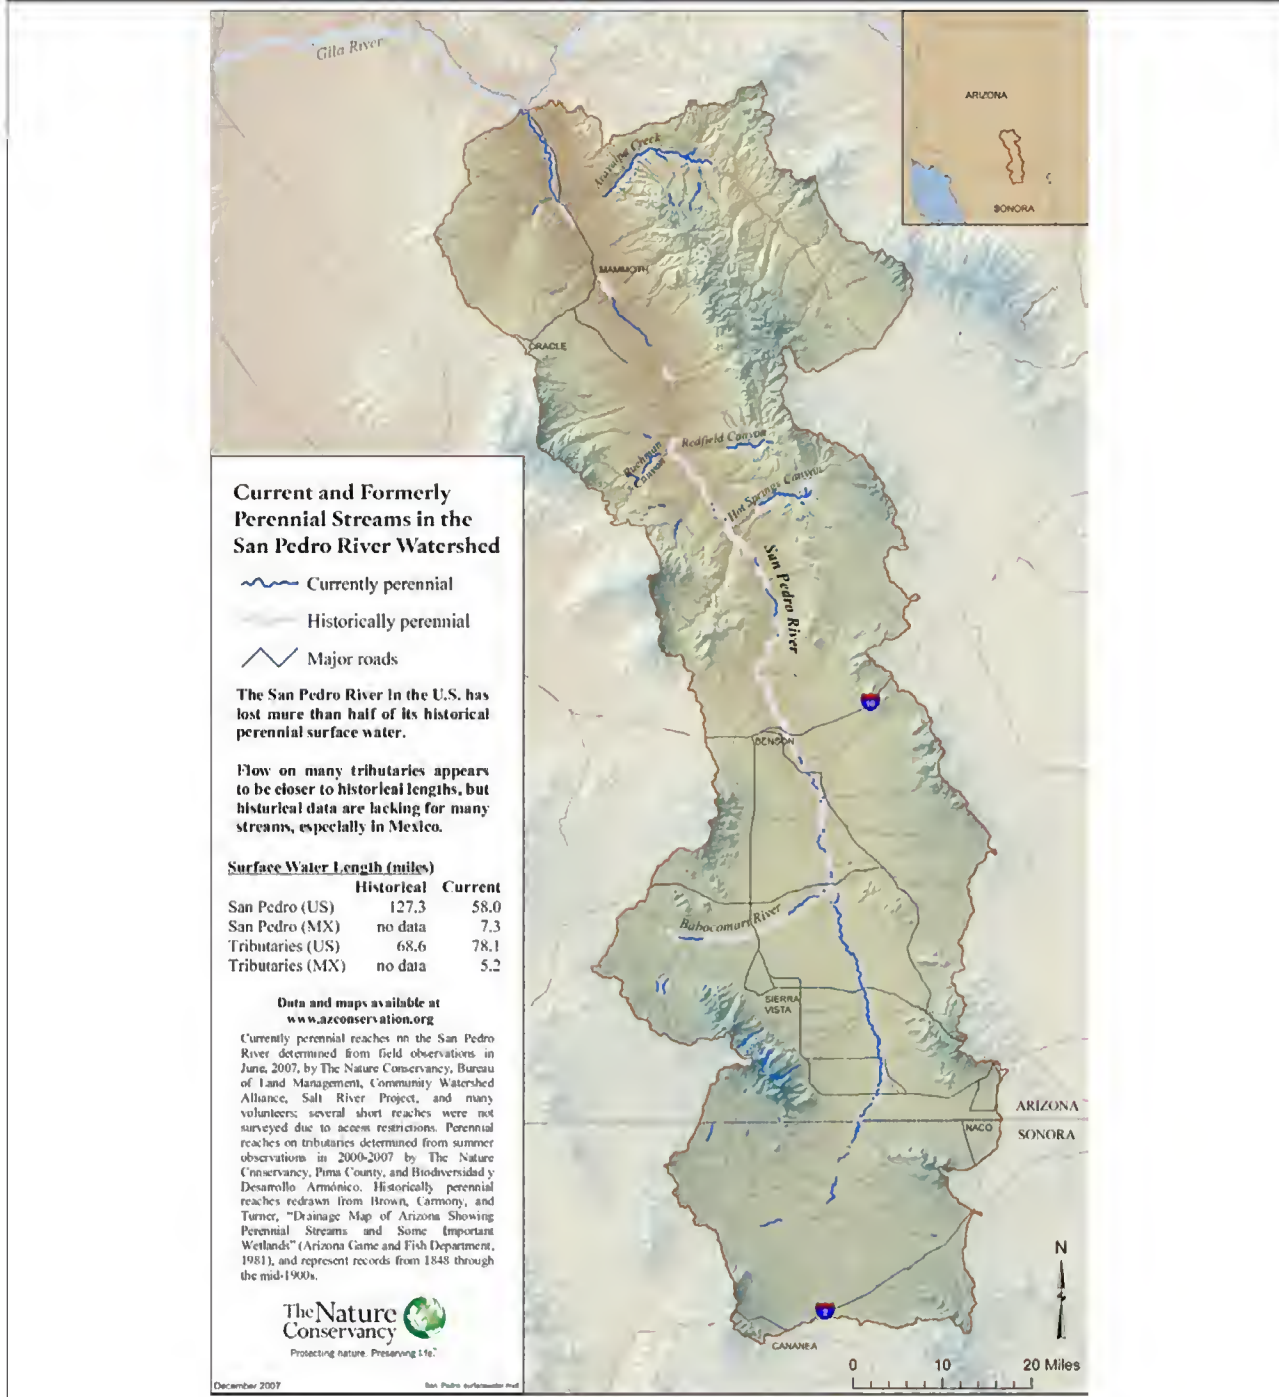 Gila River
ARIZONA
SONORA
Aravaipa Creek
MAMMOTH
ORACLE
Redfield Canyon
Buehman
Canyon
Hot Springs Canyon
San Pedro River
10
BENSON
Babocomari River
SIERRA
VISTA
ARIZONA
NACO
SONORA
2
CANANEA
N
0 10 20 Miles
Current and Formerly
Perennial Streams in the
San Pedro River Watershed
Currently perennial
Historically perennial
Major roads
The San Pedro River in the U.S. has
lost more than half of its historical
perennial surface water.
Flow on many tributaries appears
to be closer to historical lengths, but
historical data are lacking for many
streams, especially in Mexico.
Surface Water Length (miles)
Historical Current
San Pedro (US) 127.3 58.0
San Pedro (MX) no data 7.3
Tributaries (US) 68.6 78.1
Tributaries (MX) no data 5.2
Data and maps available at
www.azconservation.org
Currently perennial reaches on the San Pedro
River determined from field observations in
June, 2007, by The Nature Conservancy, Bureau
of Land Management, Community Watershed
Alliance, Salt River Project, and many
volunteers; several short reaches were not
surveyed due to access restrictions. Perennial
reaches on tributaries determined from summer
observations in 2000-2007 by The Nature
Conservancy, Pima County, and Biodiversidad y
Desarrollo Armónico. Historically perennial
reaches redrawn from Brown, Carmony, and
Turner, "Drainage Map of Arizona Showing
Perennial Streams and Some Important
Wetlands" (Arizona Game and Fish Department,
1981), and represent records from 1848 through
the mid-1900s.
The Nature
Conservancy
Protecting nature. Preserving life.
December 2007
San Pedro surfacewater.mxd